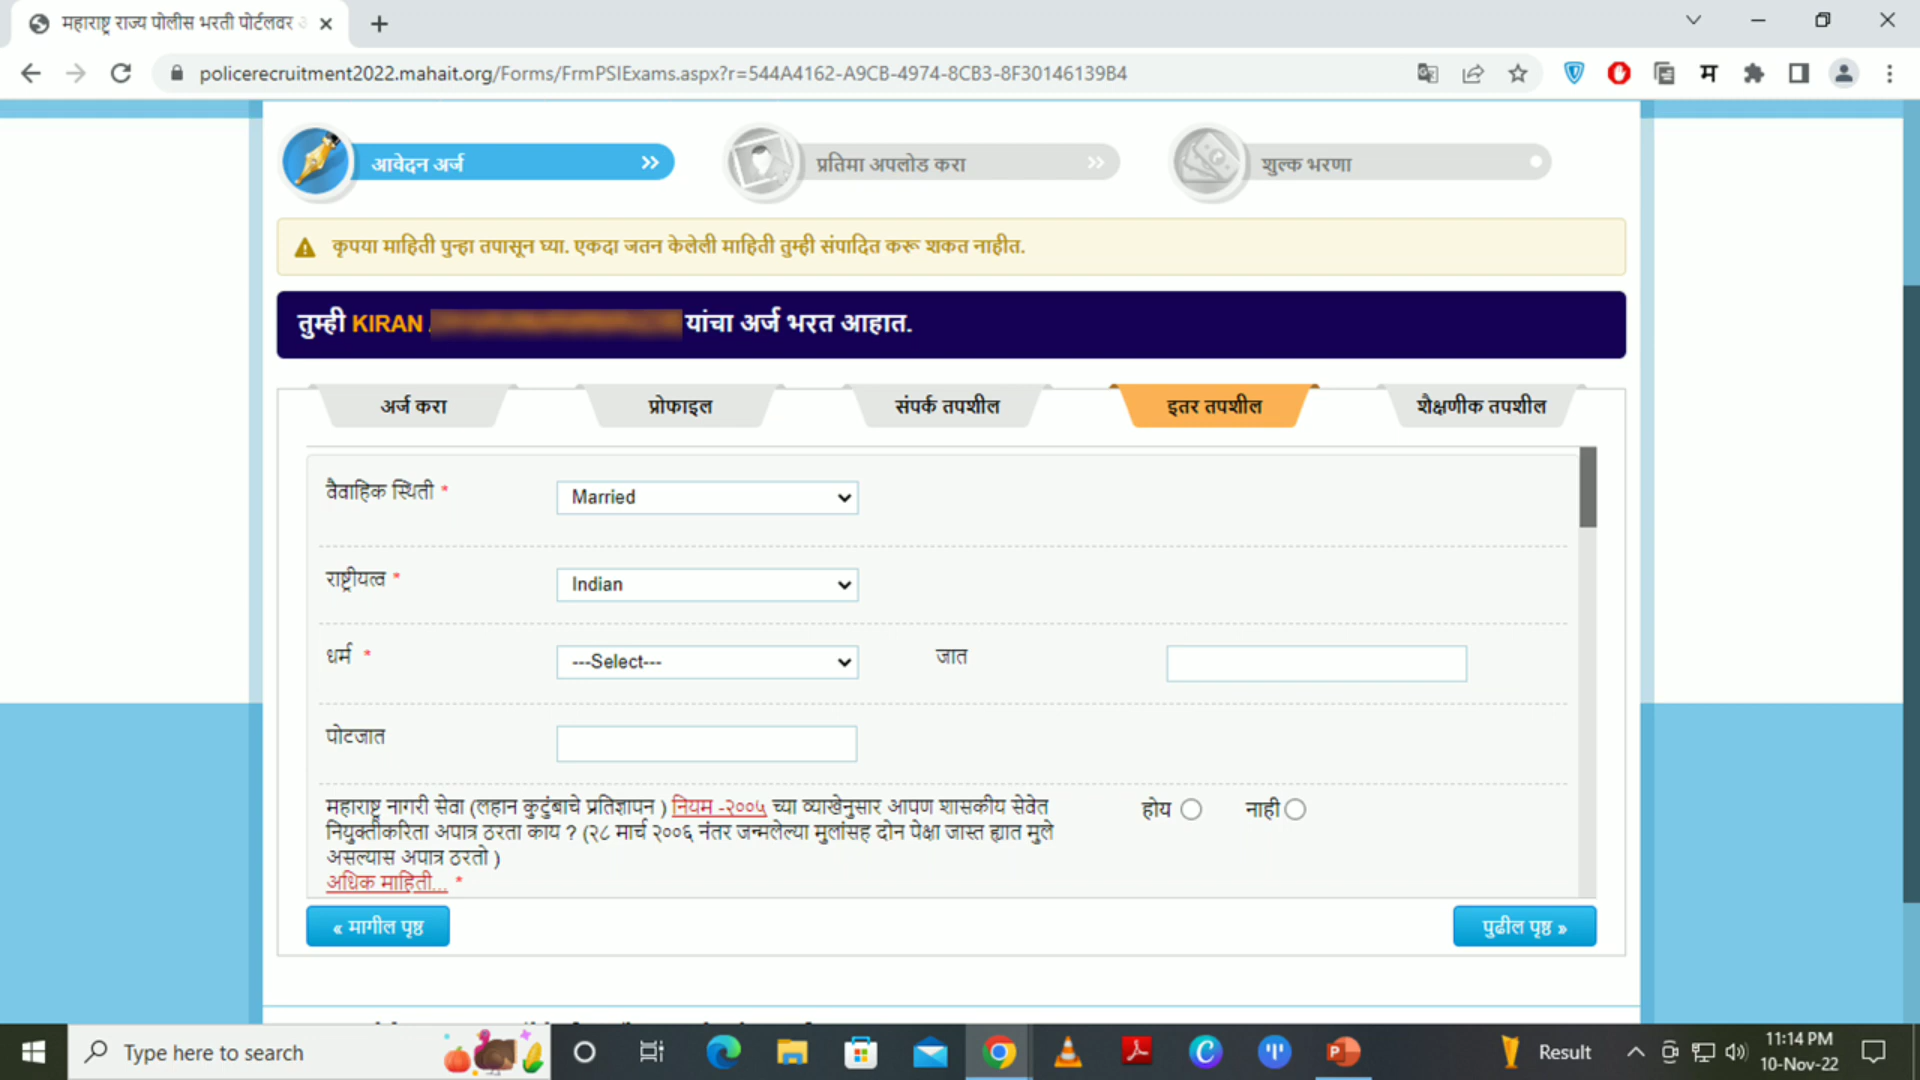 महाराष्ट्र राज्य पोलीस भरती पोर्टलवर
policerecruitment2022.mahait.org/Forms/FrmPSIExams.aspx?r=544A4162-A9CB-4974-8CB3-8F30146139B4
आवेदन अर्ज
प्रतिमा अपलोड करा
शुल्क भरणा
कृपया माहिती पुन्हा तपासून घ्या. एकदा जतन केलेली माहिती तुम्ही संपादित करू शकत नाहीत.
तुम्ही KIRAN यांचा अर्ज भरत आहात.
अर्ज करा
प्रोफाइल
संपर्क तपशील
इतर तपशील
शैक्षणीक तपशील
वैवाहिक स्थिती * Married
राष्ट्रीयत्व * Indian
धर्म * ---Select--- जात
पोटजात
महाराष्ट्र नागरी सेवा (लहान कुटुंबाचे प्रतिज्ञापन ) नियम -२००५ च्या व्याखेनुसार आपण शासकीय सेवेत होय नाही
नियुक्तीकरिता अपात्र ठरता काय ? (२८ मार्च २००६ नंतर जन्मलेल्या मुलांसह दोन पेक्षा जास्त ह्यात मुले
असल्यास अपात्र ठरतो )
अधिक माहिती... *
« मागील पृष्ठ
पुढील पृष्ठ »
Type here to search
Result
11:14 PM
10-Nov-22